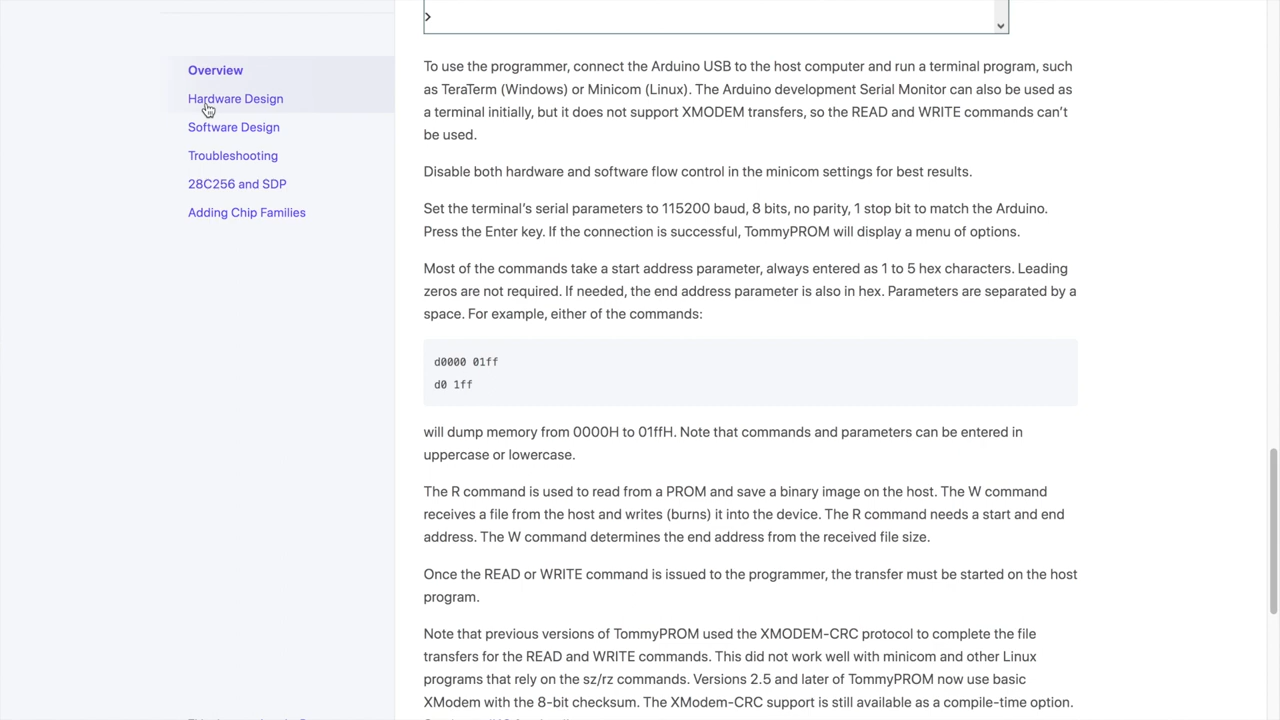 >
Overview
Hardware Design
Software Design
Troubleshooting
28C256 and SDP
Adding Chip Families
To use the programmer, connect the Arduino USB to the host computer and run a terminal program, such
as TeraTerm (Windows) or Minicom (Linux). The Arduino development Serial Monitor can also be used as
a terminal initially, but it does not support XMODEM transfers, so the READ and WRITE commands can't
be used.
Disable both hardware and software flow control in the minicom settings for best results.
Set the terminal's serial parameters to 115200 baud, 8 bits, no parity, 1 stop bit to match the Arduino.
Press the Enter key. If the connection is successful, TommyPROM will display a menu of options.
Most of the commands take a start address parameter, always entered as 1 to 5 hex characters. Leading
zeros are not required. If needed, the end address parameter is also in hex. Parameters are separated by a
space. For example, either of the commands:
d0000 01ff
d0 1ff
will dump memory from 0000H to 01ffH. Note that commands and parameters can be entered in
uppercase or lowercase.
The R command is used to read from a PROM and save a binary image on the host. The W command
receives a file from the host and writes (burns) it into the device. The R command needs a start and end
address. The W command determines the end address from the received file size.
Once the READ or WRITE command is issued to the programmer, the transfer must be started on the host
program.
Note that previous versions of TommyPROM used the XMODEM-CRC protocol to complete the file
transfers for the READ and WRITE commands. This did not work well with minicom and other Linux
programs that rely on the sz/rz commands. Versions 2.5 and later of TommyPROM now use basic
XModem with the 8-bit checksum. The XModem-CRC support is still available as a compile-time option.